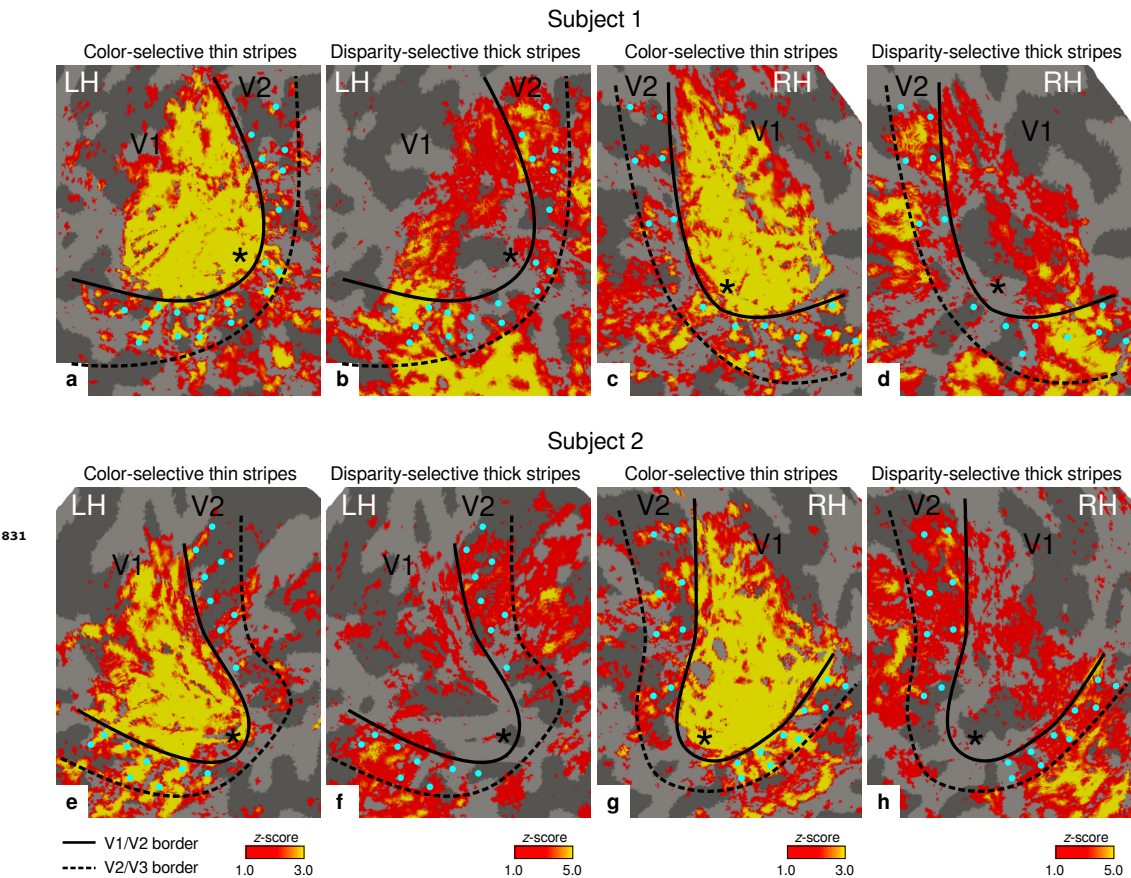 Subject 1
Color-selective thin stripes Disparity-selective thick stripes Color-selective thin stripes Disparity-selective thick stripes
LH V2 LH V2 V2 RH V2 RH
V1 V1 V1 V1
* * * *
a b c d
Subject 2
Color-selective thin stripes Disparity-selective thick stripes Color-selective thin stripes Disparity-selective thick stripes
LH V2 LH V2 V2 RH V2 RH
831
V1 V1 V1 V1
* * * *
e f g h
V1/V2 border
V2/V3 border
z-score z-score z-score z-score
1.0 3.0 1.0 5.0 1.0 3.0 1.0 5.0